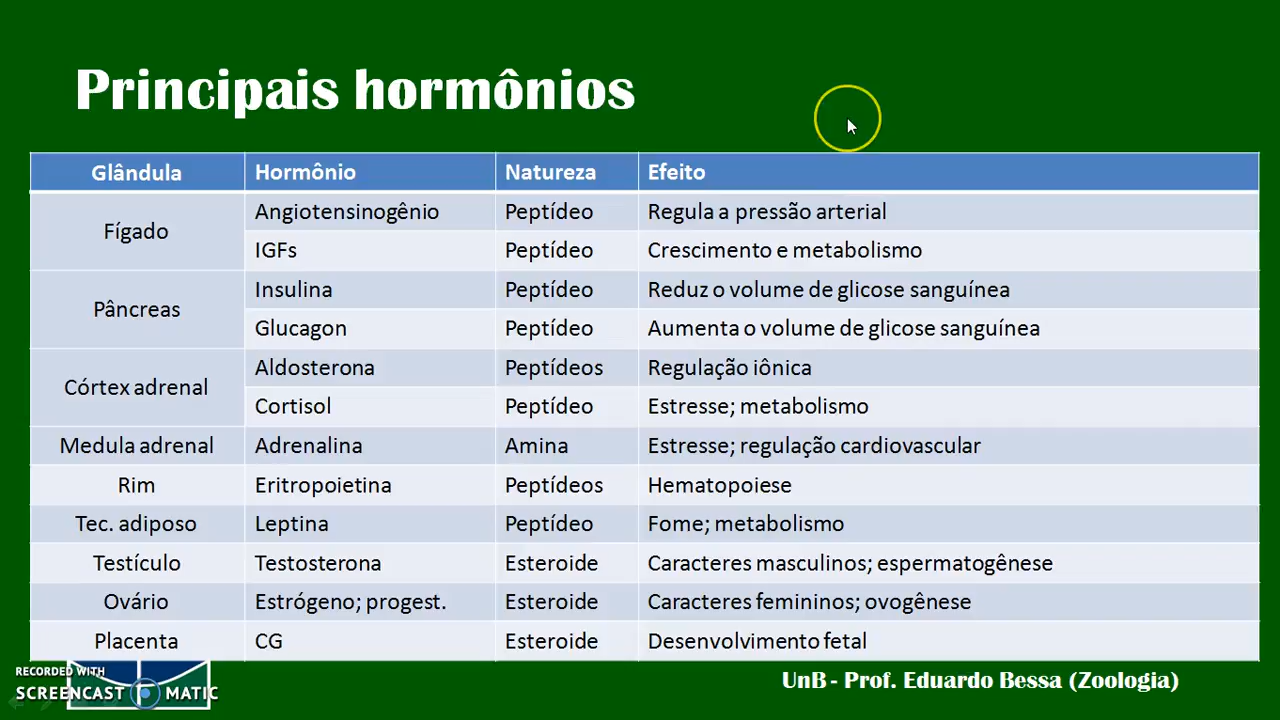 Principais hormônios
Glândula Hormônio Natureza Efeito
Fígado Angiotensinogênio Peptídeo Regula a pressão arterial
IGFs Peptídeo Crescimento e metabolismo
Pâncreas Insulina Peptídeo Reduz o volume de glicose sanguínea
Glucagon Peptídeo Aumenta o volume de glicose sanguínea
Córtex adrenal Aldosterona Peptídeos Regulação iônica
Cortisol Peptídeo Estresse; metabolismo
Medula adrenal Adrenalina Amina Estresse; regulação cardiovascular
Rim Eritropoietina Peptídeos Hematopoiese
Tec. adiposo Leptina Peptídeo Fome; metabolismo
Testículo Testosterona Esteroide Caracteres masculinos; espermatogênese
Ovário Estrógeno; progest. Esteroide Caracteres femininos; ovogênese
Placenta CG Esteroide Desenvolvimento fetal
RECORDED WITH
SCREENCAST MATIC
UnB - Prof. Eduardo Bessa (Zoologia)